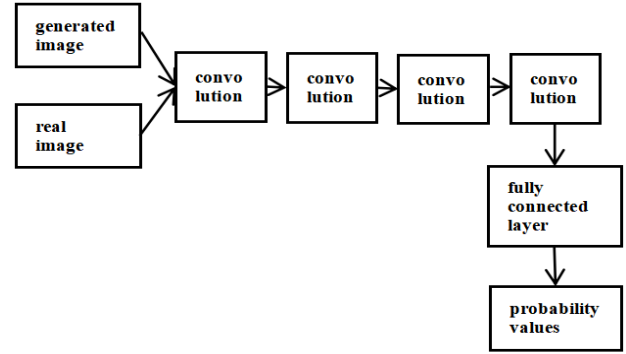 generated
image
real
image
convo
lution
convo
lution
convo
lution
convo
lution
fully
connected
layer
probability
values